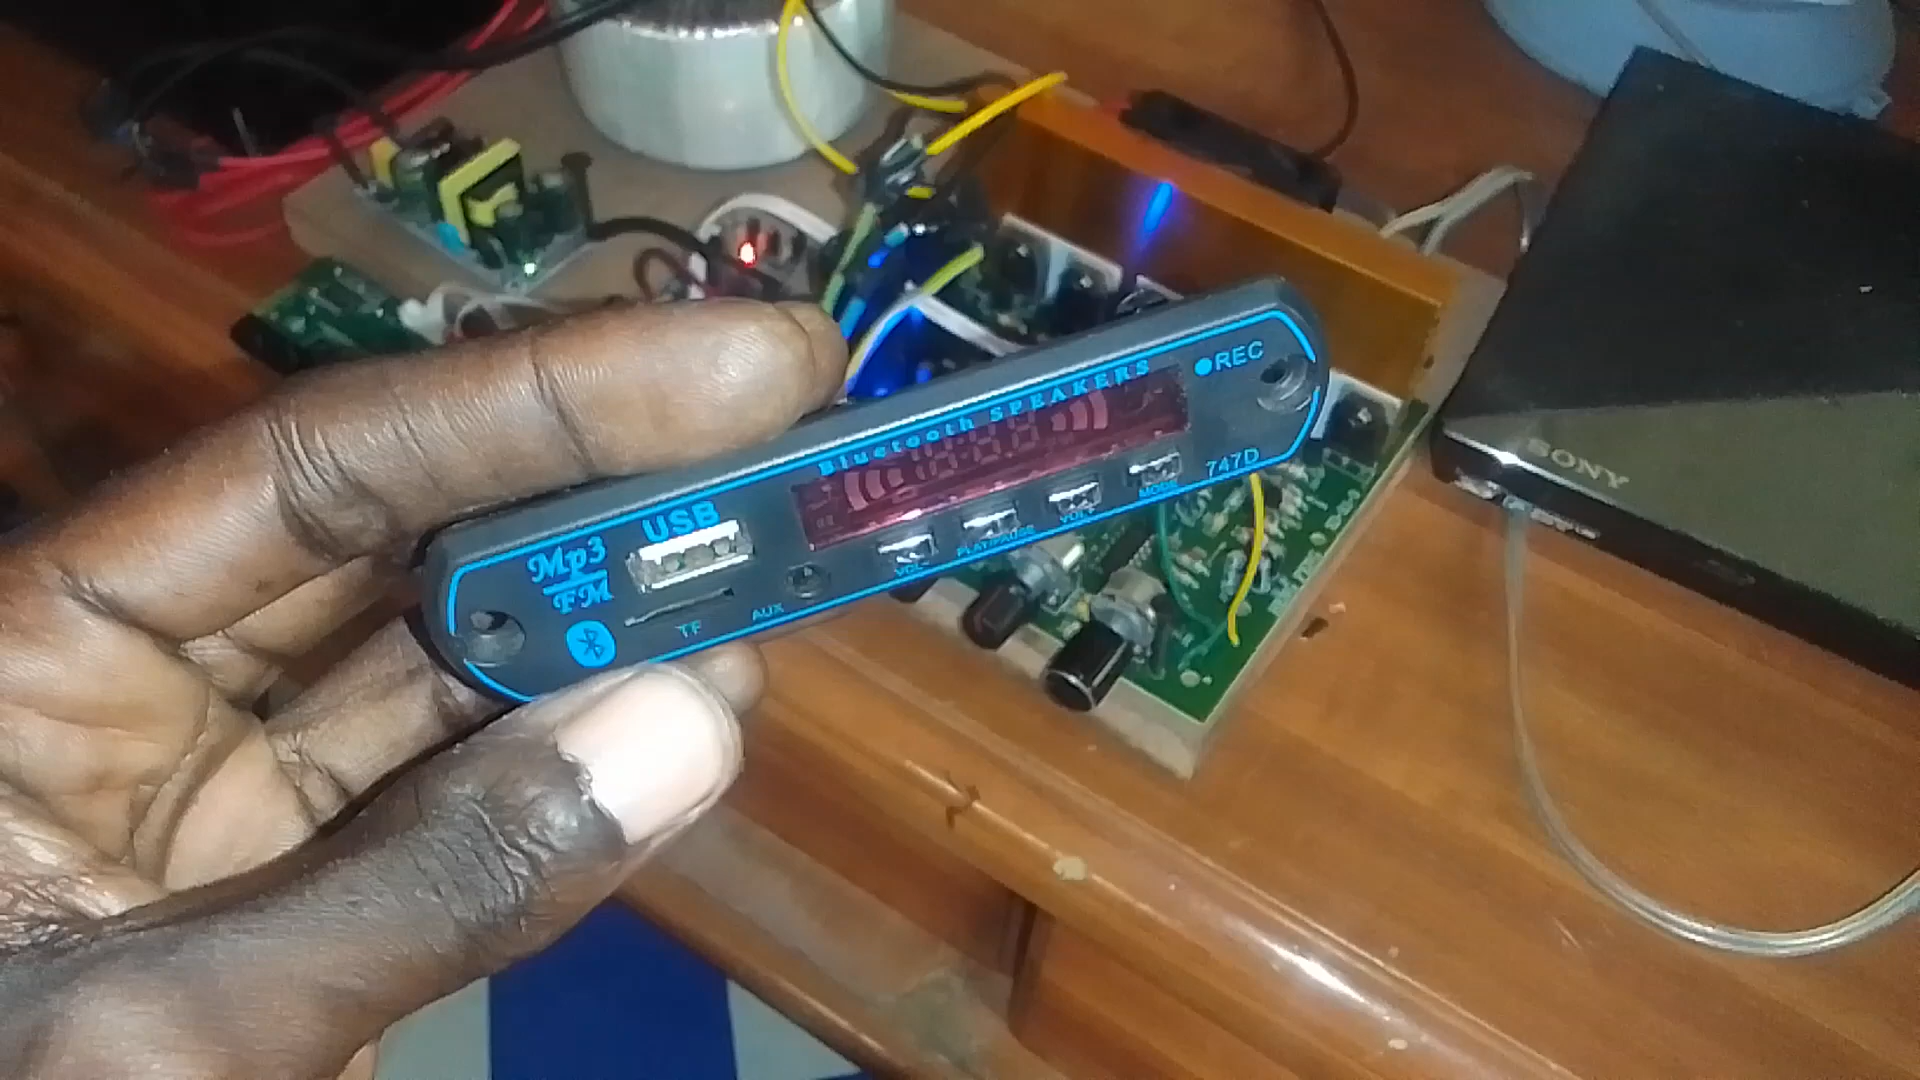 Bluetooth SPEAKERS
●REC
USB
Mp3
FM
TF
AUX
VOL-
PLAY/PAUSE
VOL+
MODE
747D
SONY